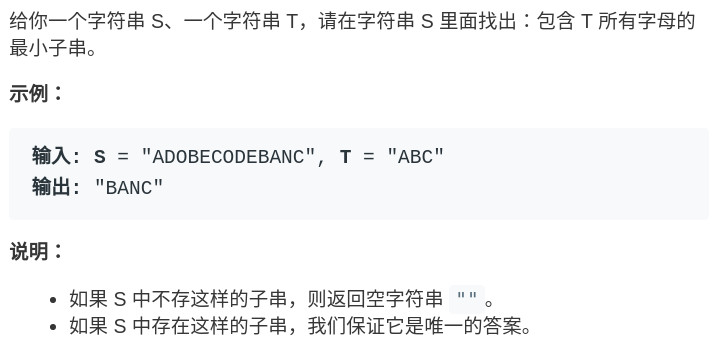 给你一个字符串 S、一个字符串 T，请在字符串 S 里面找出：包含 T 所有字母的
最小子串。
示例：
输入: S = "ADOBECODEBANC", T = "ABC"
输出: "BANC"
说明：
• 如果 S 中不存这样的子串，则返回空字符串 ""。
• 如果 S 中存在这样的子串，我们保证它是唯一的答案。